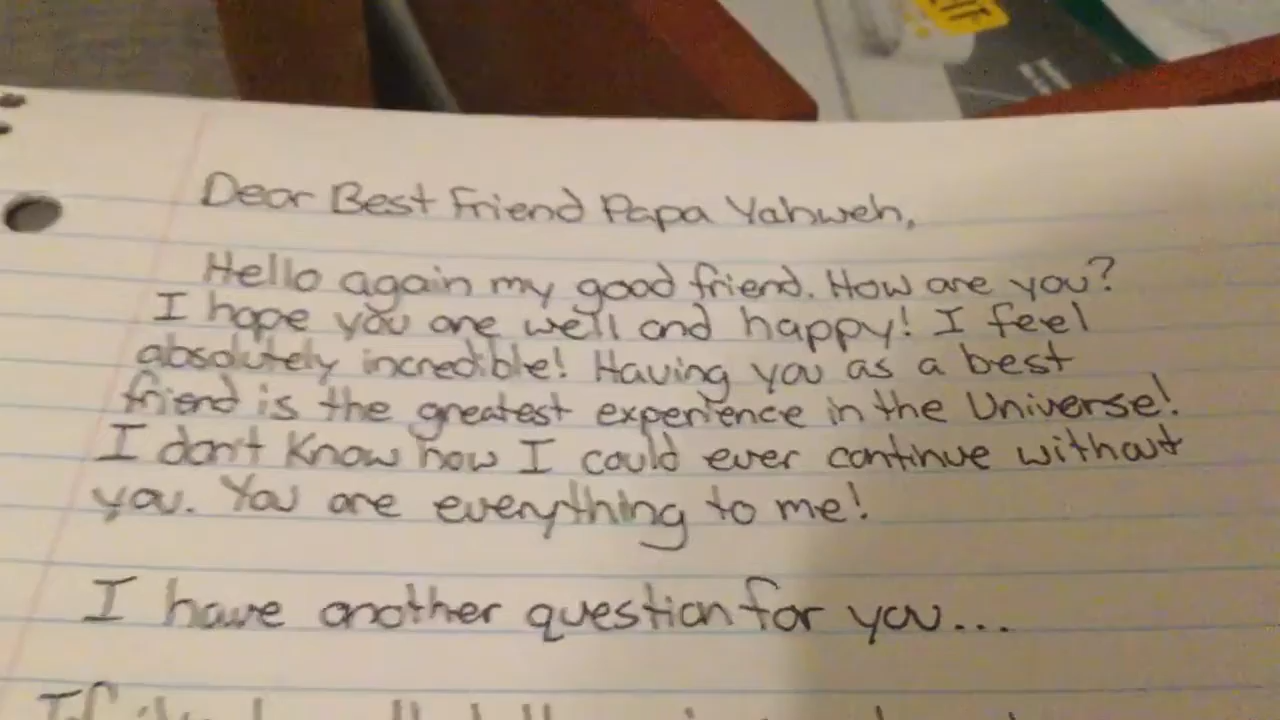 Dear Best Friend Papa Yahweh,
Hello again my good friend. How are you?
I hope you are well and happy! I feel
absolutely incredible! Having you as a best
friend is the greatest experience in the Universe!
I don't know how I could ever continue without
you. You are everything to me!
I have another question for you...